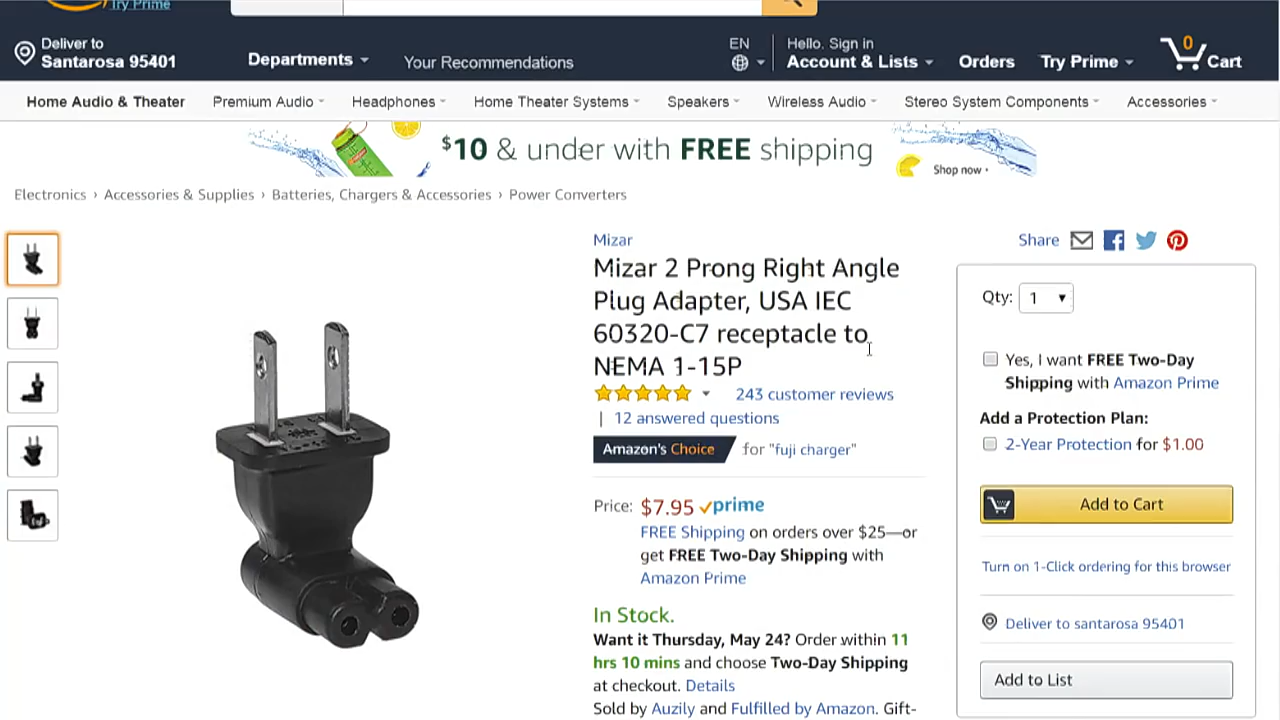 Try Prime
Deliver to
Santarosa 95401
Departments
Your Recommendations
EN
Hello. Sign in
Account & Lists
Orders
Try Prime
0
Cart
Home Audio & Theater
Premium Audio
Headphones
Home Theater Systems
Speakers
Wireless Audio
Stereo System Components
Accessories
$10 & under with FREE shipping
Shop now
Electronics › Accessories & Supplies › Batteries, Chargers & Accessories › Power Converters
Mizar
Mizar 2 Prong Right Angle
Plug Adapter, USA IEC
60320-C7 receptacle to
NEMA 1-15P
243 customer reviews
| 12 answered questions
Amazon's Choice for "fuji charger"
Price: $7.95 prime
FREE Shipping on orders over $25—or
get FREE Two-Day Shipping with
Amazon Prime
In Stock.
Want it Thursday, May 24? Order within 11
hrs 10 mins and choose Two-Day Shipping
at checkout. Details
Sold by Auzily and Fulfilled by Amazon. Gift-
Share
Qty: 1
Yes, I want FREE Two-Day
Shipping with Amazon Prime
Add a Protection Plan:
2-Year Protection for $1.00
Add to Cart
Turn on 1-Click ordering for this browser
Deliver to santarosa 95401
Add to List